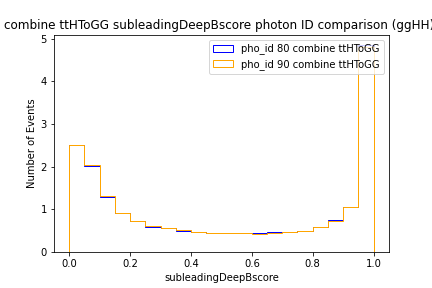 combine ttHToGG subleadingDeepBscore photon ID comparison (ggHH)
pho_id 80 combine ttHToGG
pho_id 90 combine ttHToGG
Number of Events
5
4
3
2
1
0
0.0 0.2 0.4 0.6 0.8 1.0
subleadingDeepBscore